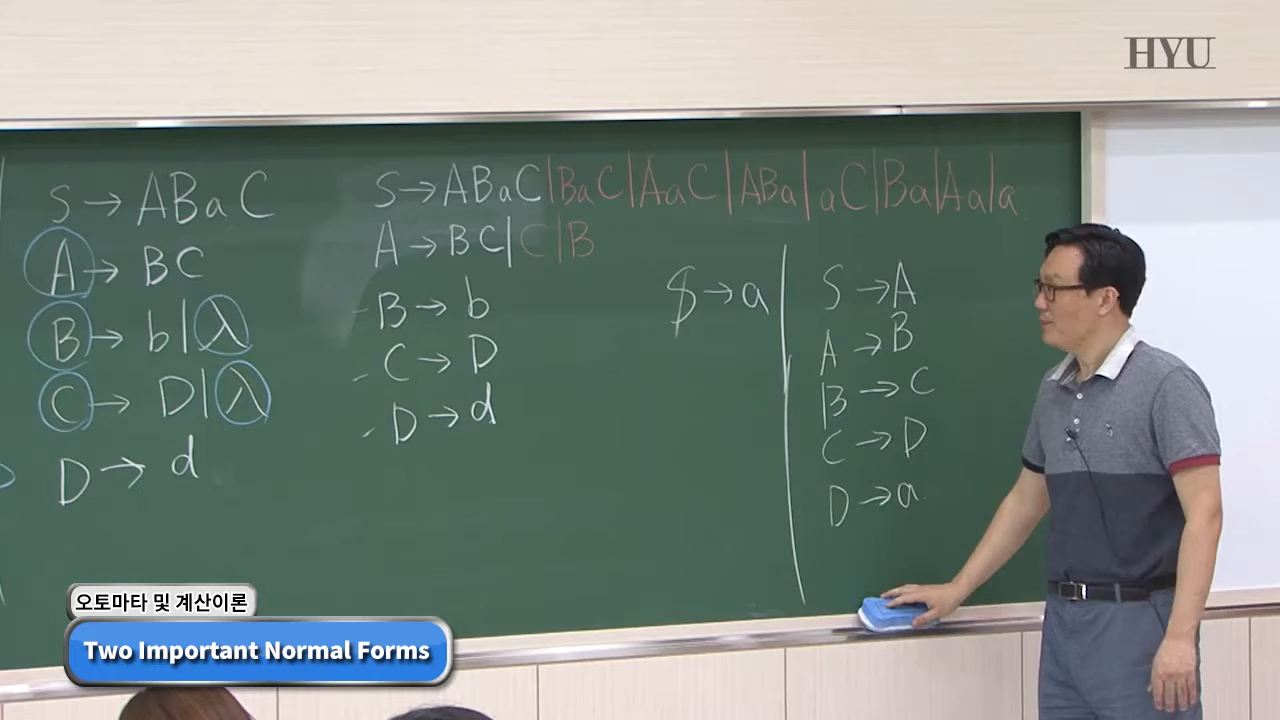 HYU
S → ABaC
A → BC
B → b|λ
C → D|λ
D → d
S → ABaC|BaC|AaC|ABa|aC|Ba|Aa|a
A → BC|C|B
B → b
C → D
D → d
S → a
S → A
A → B
B → C
C → D
D → a
오토마타 및 계산이론
Two Important Normal Forms